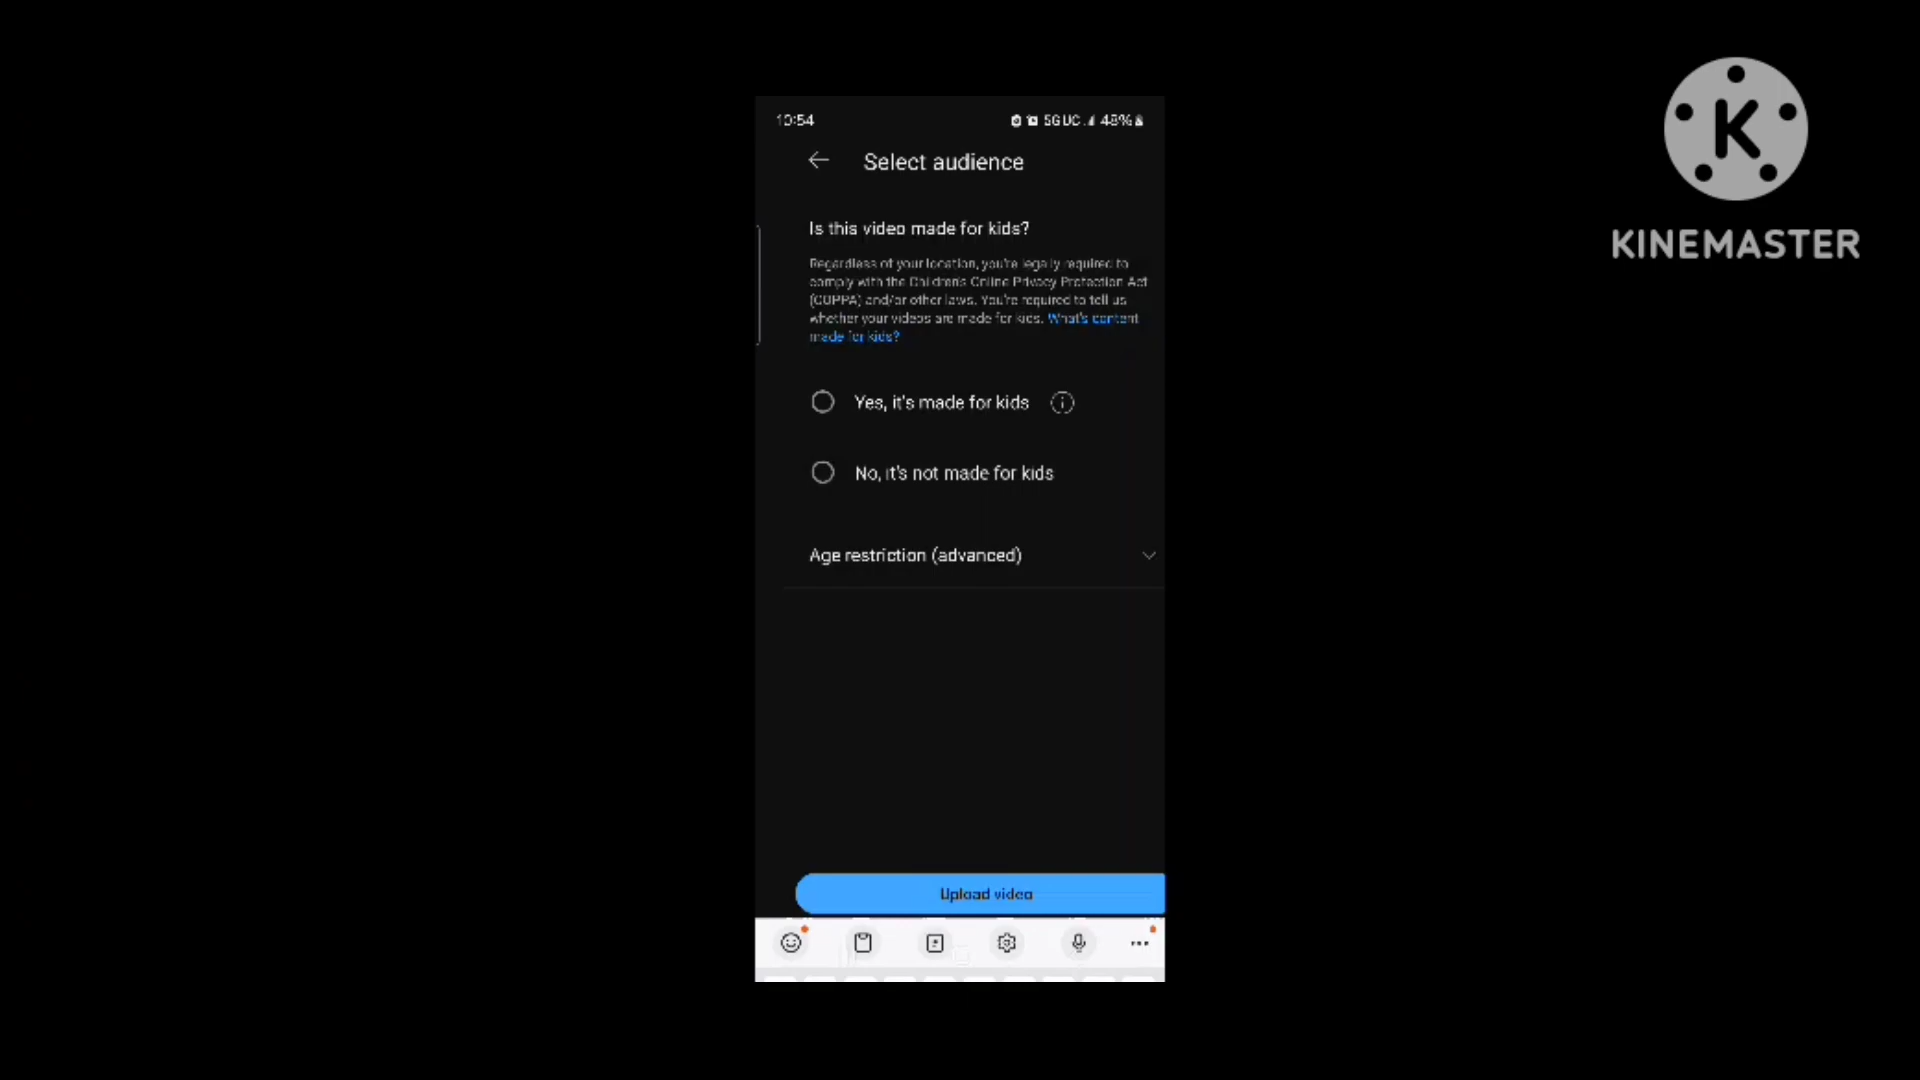 10:54
5G UC 48%
Select audience
KINEMASTER
Is this video made for kids?
Regardless of your location, you're legally required to
comply with the Children's Online Privacy Protection Act
(COPPA) and/or other laws. You're required to tell us
whether your videos are made for kids. What's content
made for kids?
Yes, it's made for kids
No, it's not made for kids
Age restriction (advanced)
Upload video